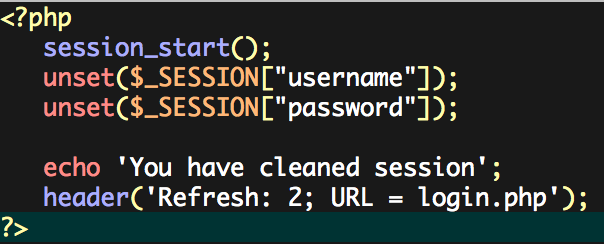 <?php
session_start();
unset($_SESSION["username"]);
unset($_SESSION["password"]);
echo 'You have cleaned session';
header('Refresh: 2; URL = login.php');
?>